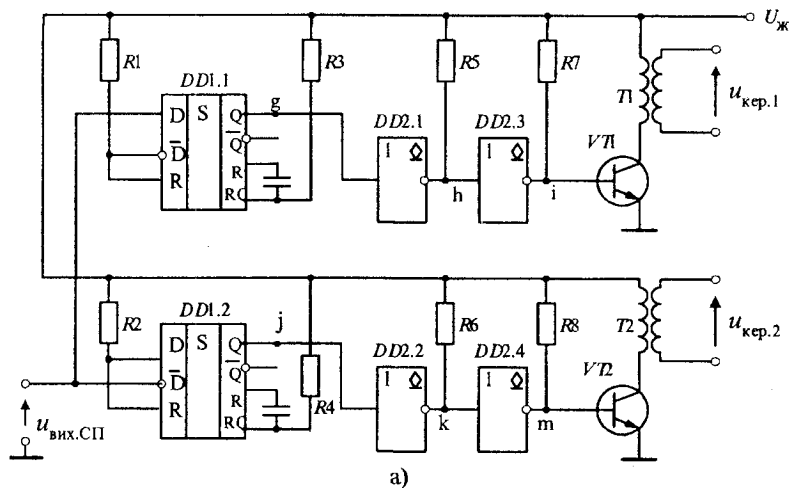 U_ж
R1
R3
R5
R7
DD1.1
D
S
Q
D̅
Q̅
R
R
RC
g
DD2.1
1
h
DD2.3
1
i
VT1
T1
u_кер.1
R2
R4
R6
R8
DD1.2
D
S
Q
D̅
Q̅
R
R
RC
j
DD2.2
1
k
DD2.4
1
m
VT2
T2
u_кер.2
u_вих.СП
а)